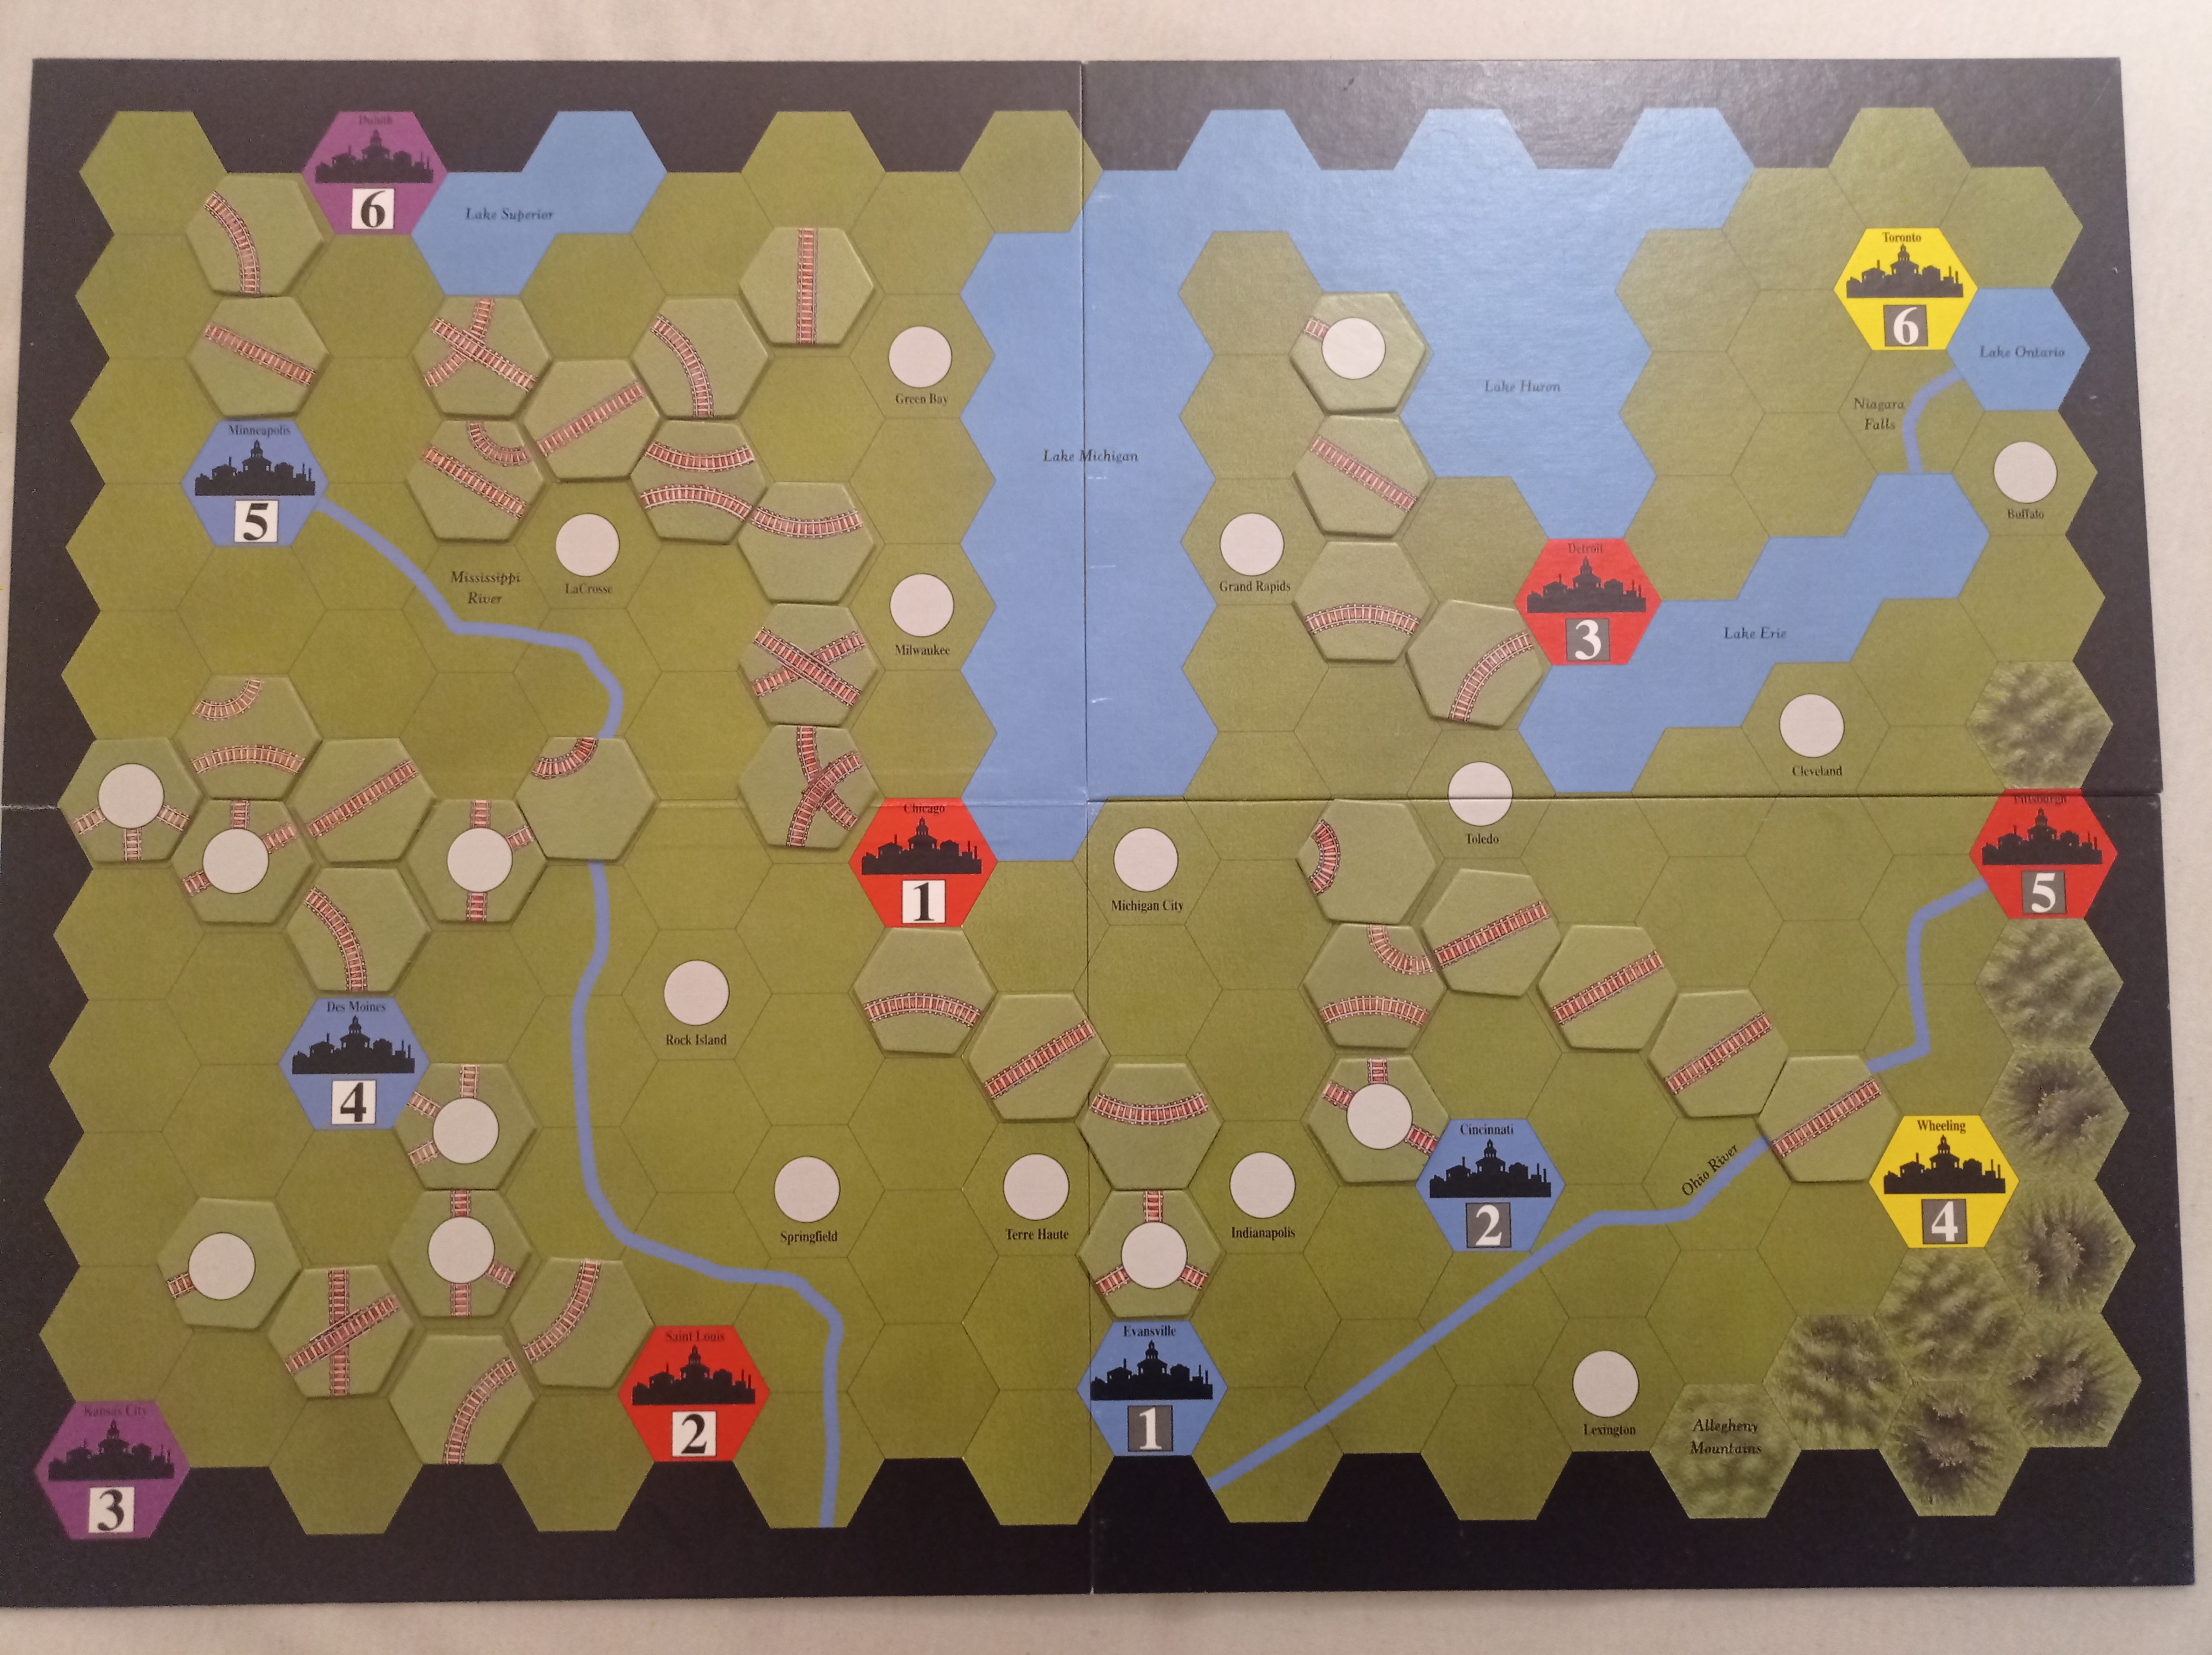 Duluth
6
Lake Superior
Toronto
6
Lake Ontario
Green Bay
Lake Huron
Niagara
Falls
Minneapolis
5
Lake Michigan
Buffalo
Mississippi
River
LaCrosse
Grand Rapids
Detroit
3
Lake Erie
Milwaukee
Cleveland
Chicago
1
Toledo
Pittsburgh
5
Michigan City
Rock Island
Des Moines
4
Cincinnati
2
Ohio River
Wheeling
4
Springfield
Terre Haute
Indianapolis
Evansville
1
Saint Louis
2
Lexington
Allegheny
Mountains
Kansas City
3